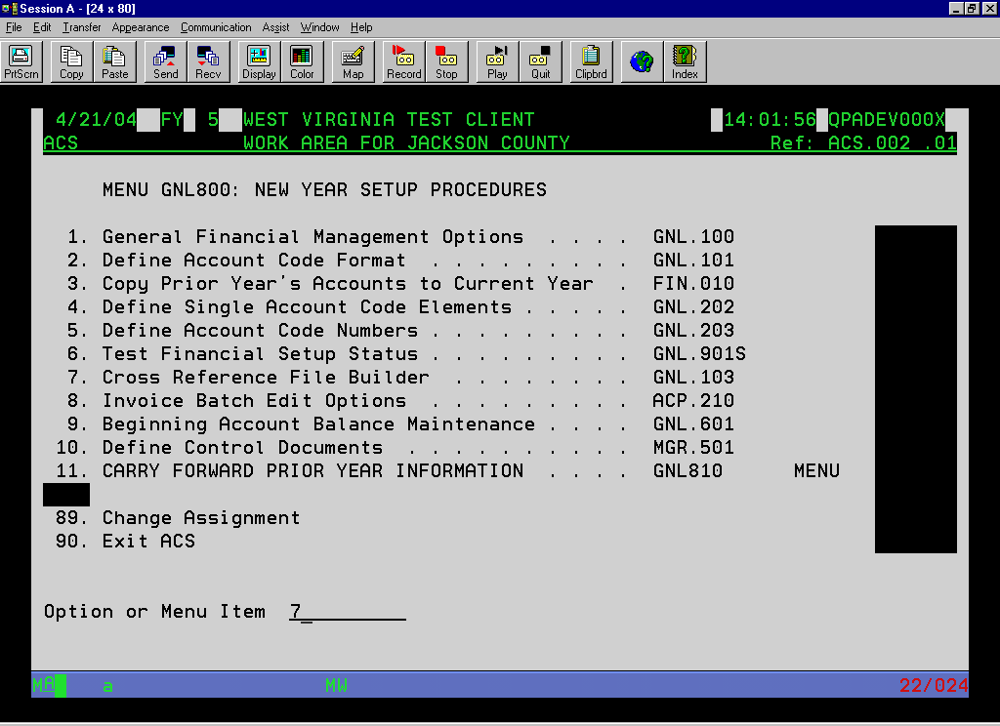 Session A - [24 x 80]
File Edit Transfer Appearance Communication Assist Window Help
PrtScrn Copy Paste Send Recv Display Color Map Record Stop Play Quit Clipbrd Index
4/21/04 FY 5 WEST VIRGINIA TEST CLIENT 14:01:56 QPADEV000X
ACS WORK AREA FOR JACKSON COUNTY Ref: ACS.002 .01
MENU GNL800: NEW YEAR SETUP PROCEDURES
1. General Financial Management Options . . . . GNL.100
2. Define Account Code Format . . . . . . . . . GNL.101
3. Copy Prior Year's Accounts to Current Year . FIN.010
4. Define Single Account Code Elements . . . . . GNL.202
5. Define Account Code Numbers . . . . . . . . . GNL.203
6. Test Financial Setup Status . . . . . . . . . GNL.901S
7. Cross Reference File Builder . . . . . . . . GNL.103
8. Invoice Batch Edit Options . . . . . . . . . ACP.210
9. Beginning Account Balance Maintenance . . . . GNL.601
10. Define Control Documents . . . . . . . . . . MGR.501
11. CARRY FORWARD PRIOR YEAR INFORMATION . . . . GNL810 MENU
89. Change Assignment
90. Exit ACS
Option or Menu Item 7
MA a MW 22/024